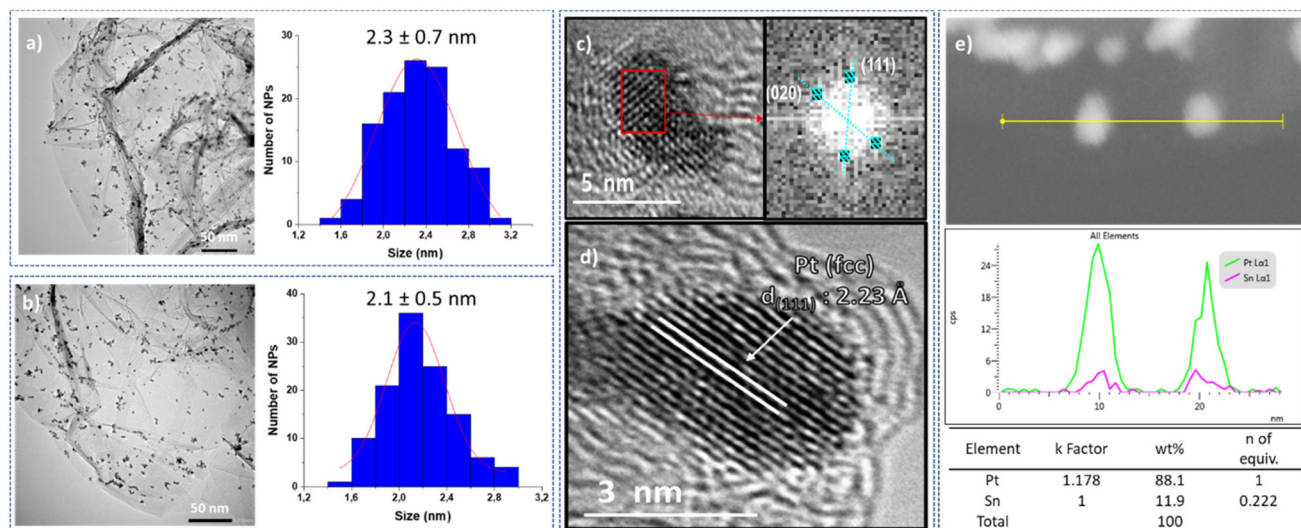 a)
50 nm
2.3 ± 0.7 nm
Number of NPs
30
20
10
0
1,2 1,6 2,0 2,4 2,8 3,2
Size (nm)
b)
50 nm
2.1 ± 0.5 nm
Number of NPs
40
30
20
10
0
1,2 1,6 2,0 2,4 2,8 3,2
Size (nm)
c)
5 nm
(111)
(020)
d)
Pt (fcc)
d(111) : 2.23 Å
3 nm
e)
All Elements
Pt Lα1
Sn Lα1
cps
24
18
12
6
0
0 10 20
nm
Element k Factor wt% n of equiv.
Pt 1.178 88.1 1
Sn 1 11.9 0.222
Total 100